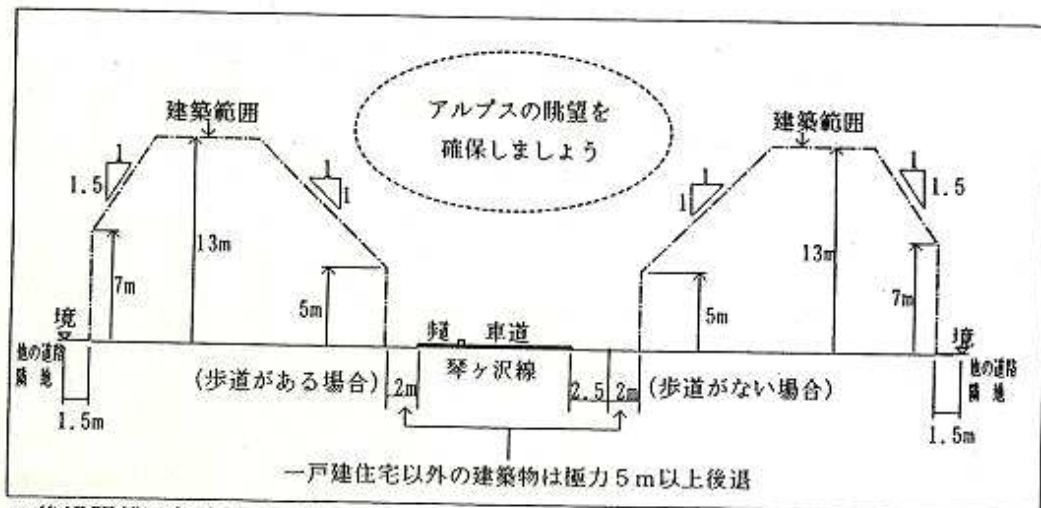 アルプスの眺望を
確保しましょう
建築範囲
建築範囲
1
1.5
1
1
1
1
1
1.5
13m
7m
5m
13m
5m
7m
境
他の道路
隣地
歩道 車道
境
他の道路
隣地
(歩道がある場合)
2m
琴ヶ沢線
2.5
2m
(歩道がない場合)
1.5m
1.5m
一戸建住宅以外の建築物は極力5m以上後退